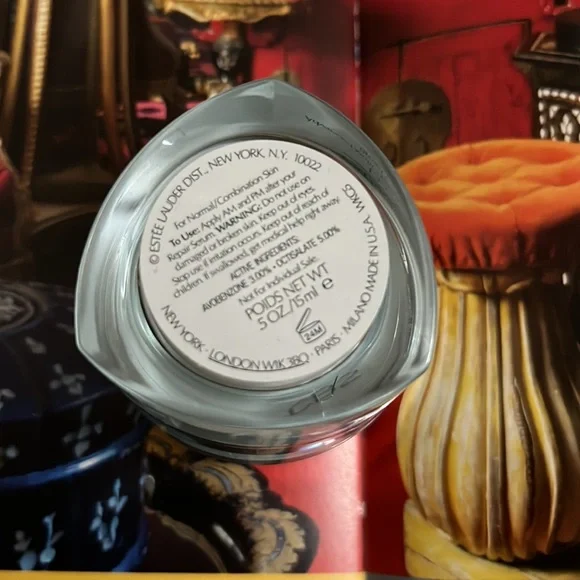 © ESTEE LAUDER DIST., NEW YORK, N.Y. 10022
For Normal/Combination Skin
To Use: Apply AM and PM after your
Repair Serum. WARNING: Do not use on
damaged or broken skin. Keep out of eyes.
Stop use if irritation occurs. Keep out of reach of
children. If swallowed, get medical help right away.
ACTIVE INGREDIENTS:
AVOBENZONE 3.00% • OCTISALATE 5.00%
Not For Individual Sale.
POIDS NET WT
.5 OZ/15ml e
24M
NEW YORK · LONDON W1K 3BQ · PARIS · MILANO MADE IN U.S.A. WKGS